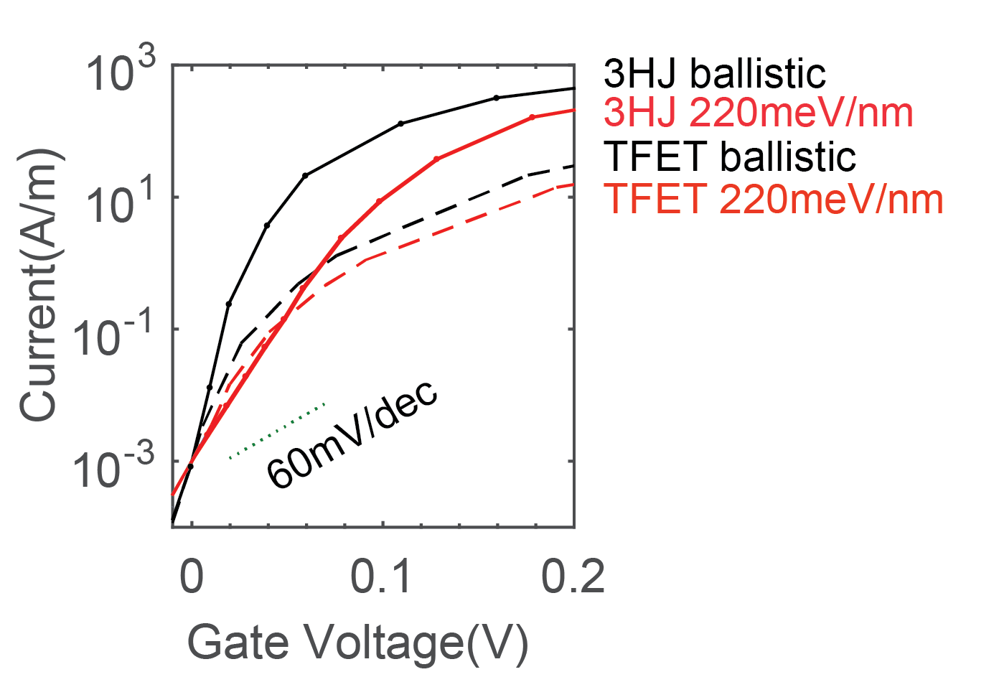 10^3
10^1
10^-1
10^-3
Current(A/m)
3HJ ballistic
3HJ 220meV/nm
TFET ballistic
TFET 220meV/nm
60mV/dec
0 0.1 0.2
Gate Voltage(V)